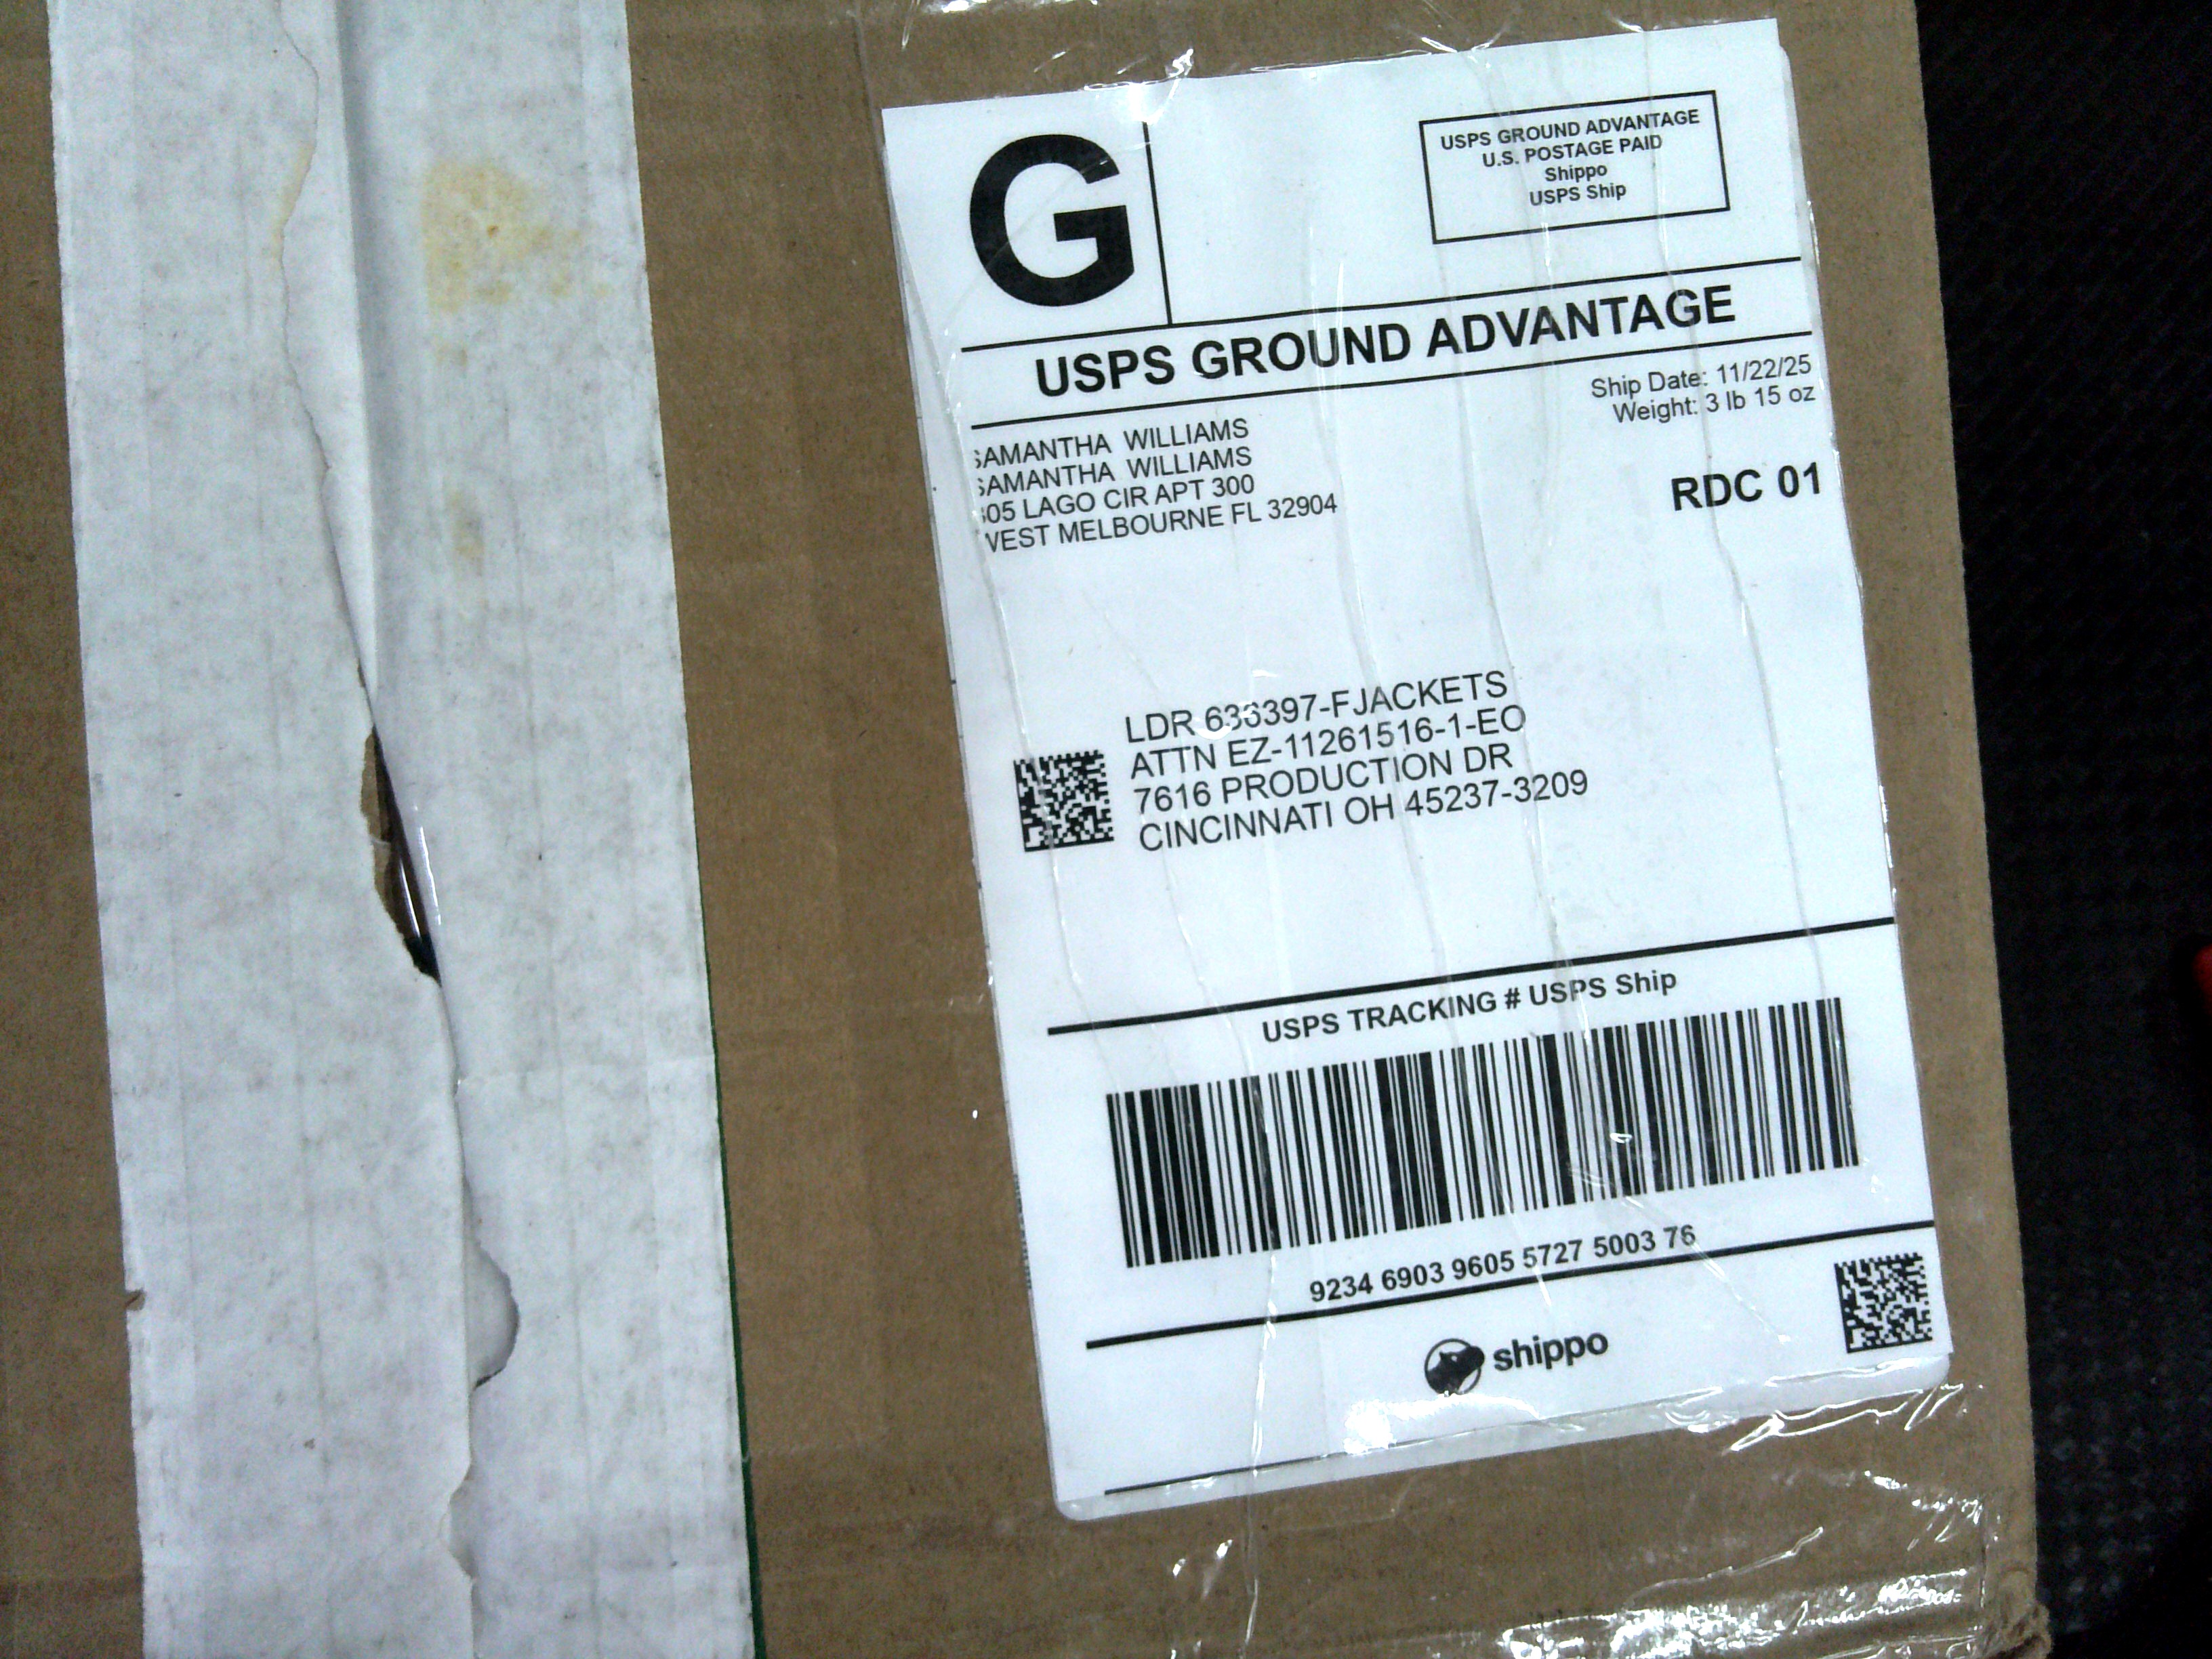 G
USPS GROUND ADVANTAGE
U.S. POSTAGE PAID
Shippo
USPS Ship
USPS GROUND ADVANTAGE
Ship Date: 11/22/25
Weight: 3 lb 15 oz
SAMANTHA WILLIAMS
SAMANTHA WILLIAMS
05 LAGO CIR APT 300
WEST MELBOURNE FL 32904
RDC 01
LDR 633397-FJACKETS
ATTN EZ-11261516-1-EO
7616 PRODUCTION DR
CINCINNATI OH 45237-3209
USPS TRACKING # USPS Ship
9234 6903 9605 5727 5003 76
shippo